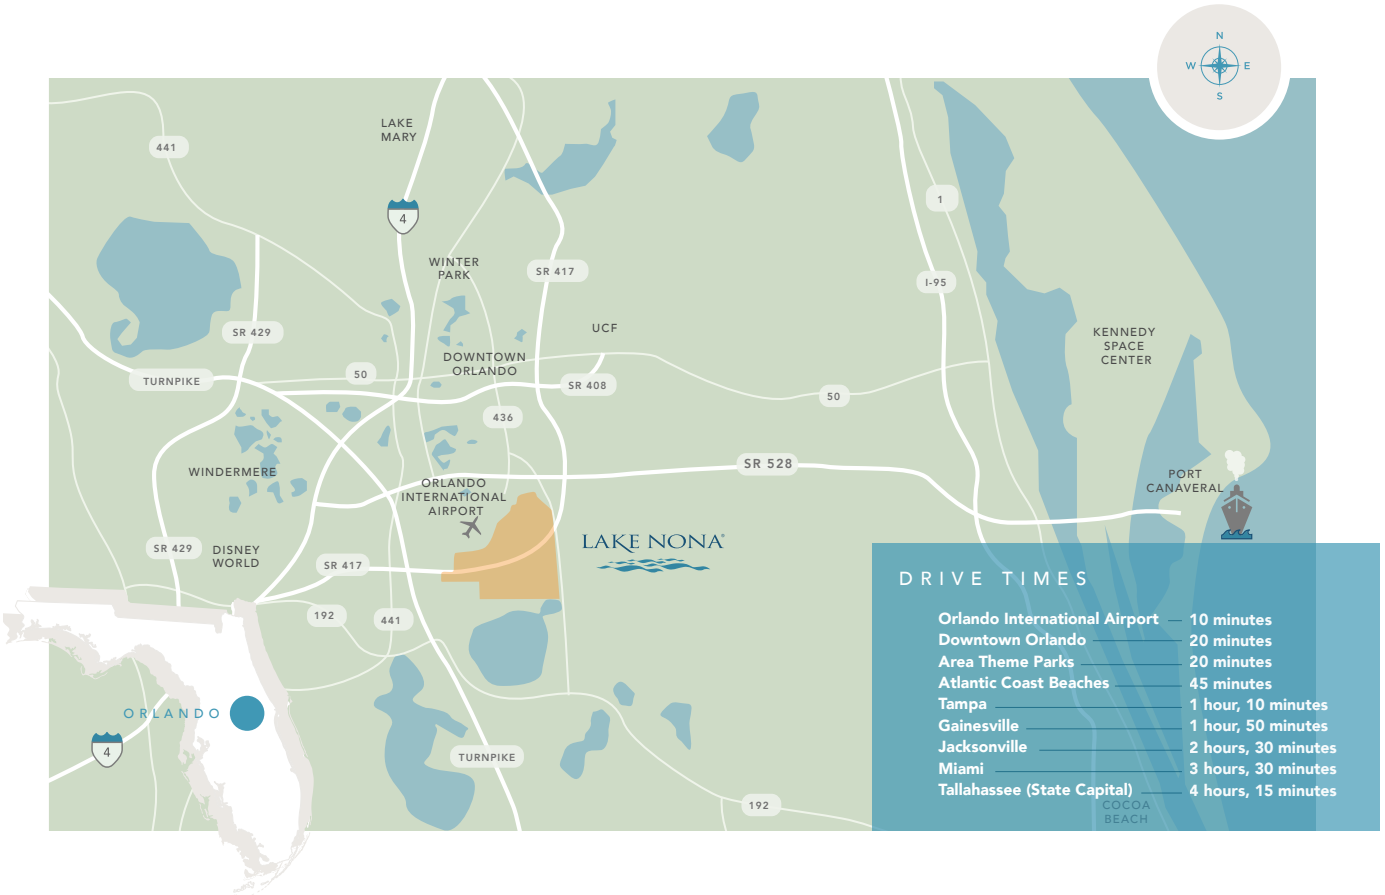 N
W E
S
LAKE
MARY
441
4
1
WINTER
PARK
SR 417
I-95
SR 429
UCF
KENNEDY
SPACE
CENTER
DOWNTOWN
ORLANDO
TURNPIKE
50
SR 408
50
436
SR 528
WINDERMERE
PORT
CANAVERAL
ORLANDO
INTERNATIONAL
AIRPORT
LAKE NONA®
SR 429
DISNEY
WORLD
SR 417
192
441
ORLANDO
4
TURNPIKE
192
DRIVE TIMES
Orlando International Airport 10 minutes
Downtown Orlando 20 minutes
Area Theme Parks 20 minutes
Atlantic Coast Beaches 45 minutes
Tampa 1 hour, 10 minutes
Gainesville 1 hour, 50 minutes
Jacksonville 2 hours, 30 minutes
Miami 3 hours, 30 minutes
Tallahassee (State Capital) 4 hours, 15 minutes
COCOA
BEACH